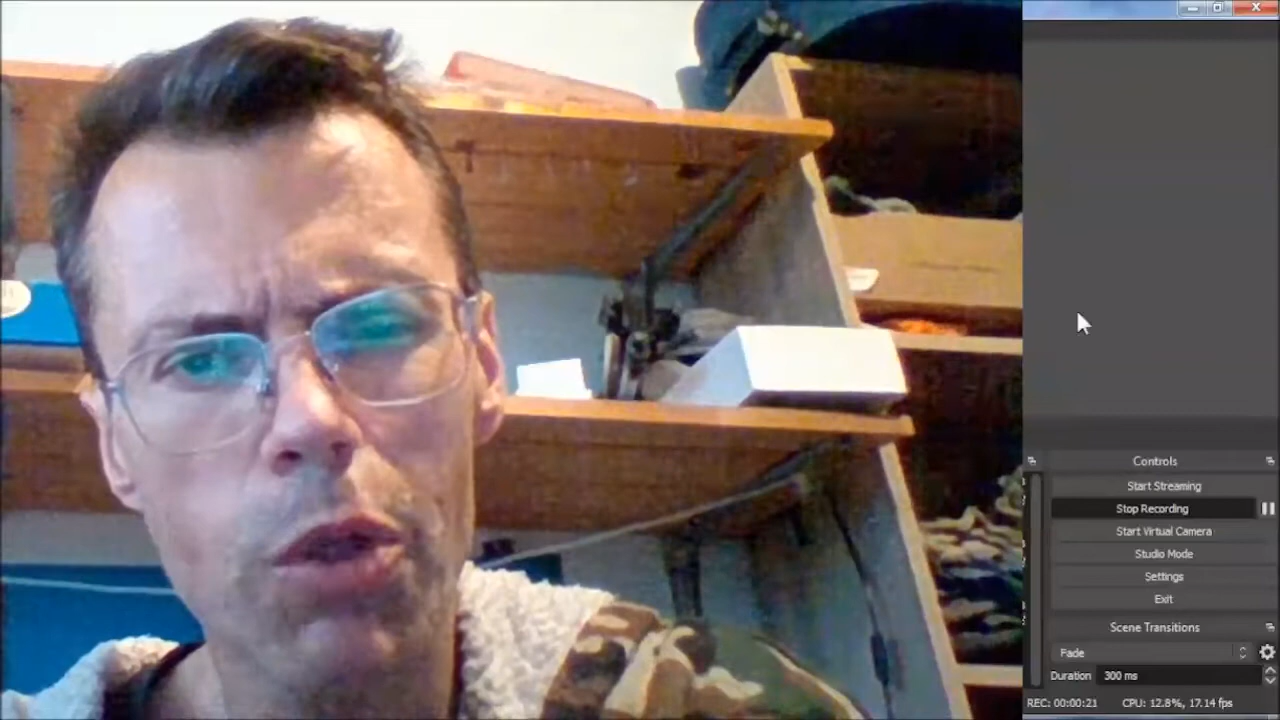 Controls
Start Streaming
Stop Recording
Start Virtual Camera
Studio Mode
Settings
Exit
Scene Transitions
Fade
Duration 300 ms
REC: 00:00:21 CPU: 12.8%, 17.14 fps